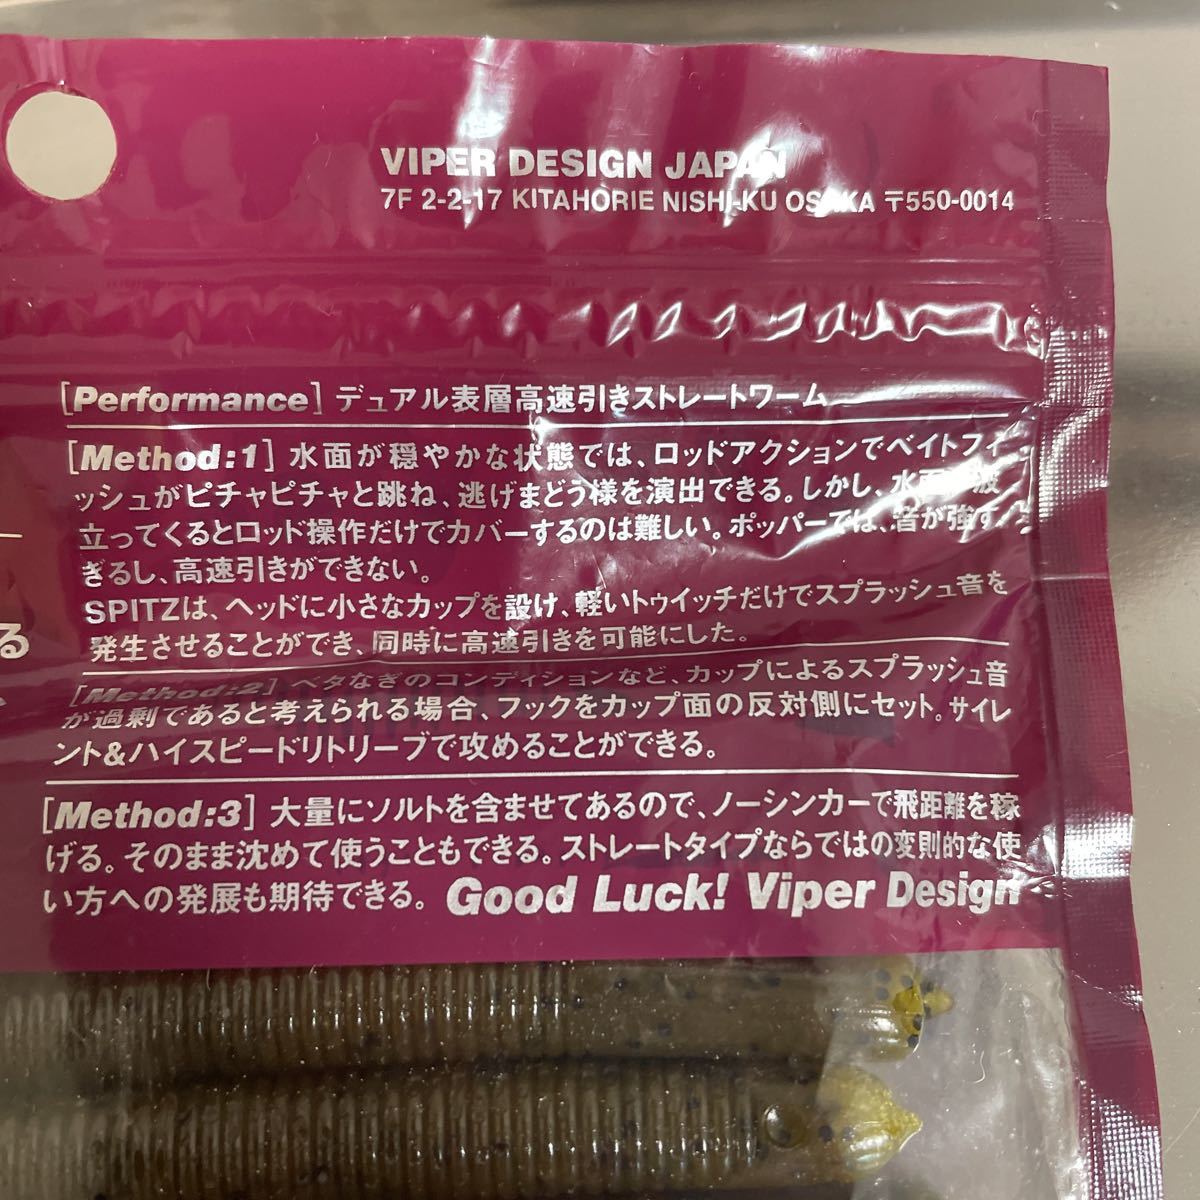 VIPER DESIGN JAPAN
7F 2-2-17 KITAHORIE NISHI-KU OSAKA 〒550-0014
[Performance] デュアル表層高速引きストレートワーム
[Method:1] 水面が穏やかな状態では、ロッドアクションでベイトフィ
ッシュがピチャピチャと跳ね、逃げまどう様を演出できる。しかし、水面が波
立ってくるとロッド操作だけでカバーするのは難しい。ポッパーでは、音が強す
ぎるし、高速引きができない。
SPITZは、ヘッドに小さなカップを設け、軽いトゥイッチだけでスプラッシュ音を
発生させることができ、同時に高速引きを可能にした。
[Method:2] ベタなぎのコンディションなど、カップによるスプラッシュ音
が過剰であると考えられる場合、フックをカップ面の反対側にセット。サイレ
ント&ハイスピードリトリーブで攻めることができる。
[Method:3] 大量にソルトを含ませてあるので、ノーシンカーで飛距離を稼
げる。そのまま沈めて使うこともできる。ストレートタイプならではの変則的な使
い方への発展も期待できる。 Good Luck! Viper Design
る